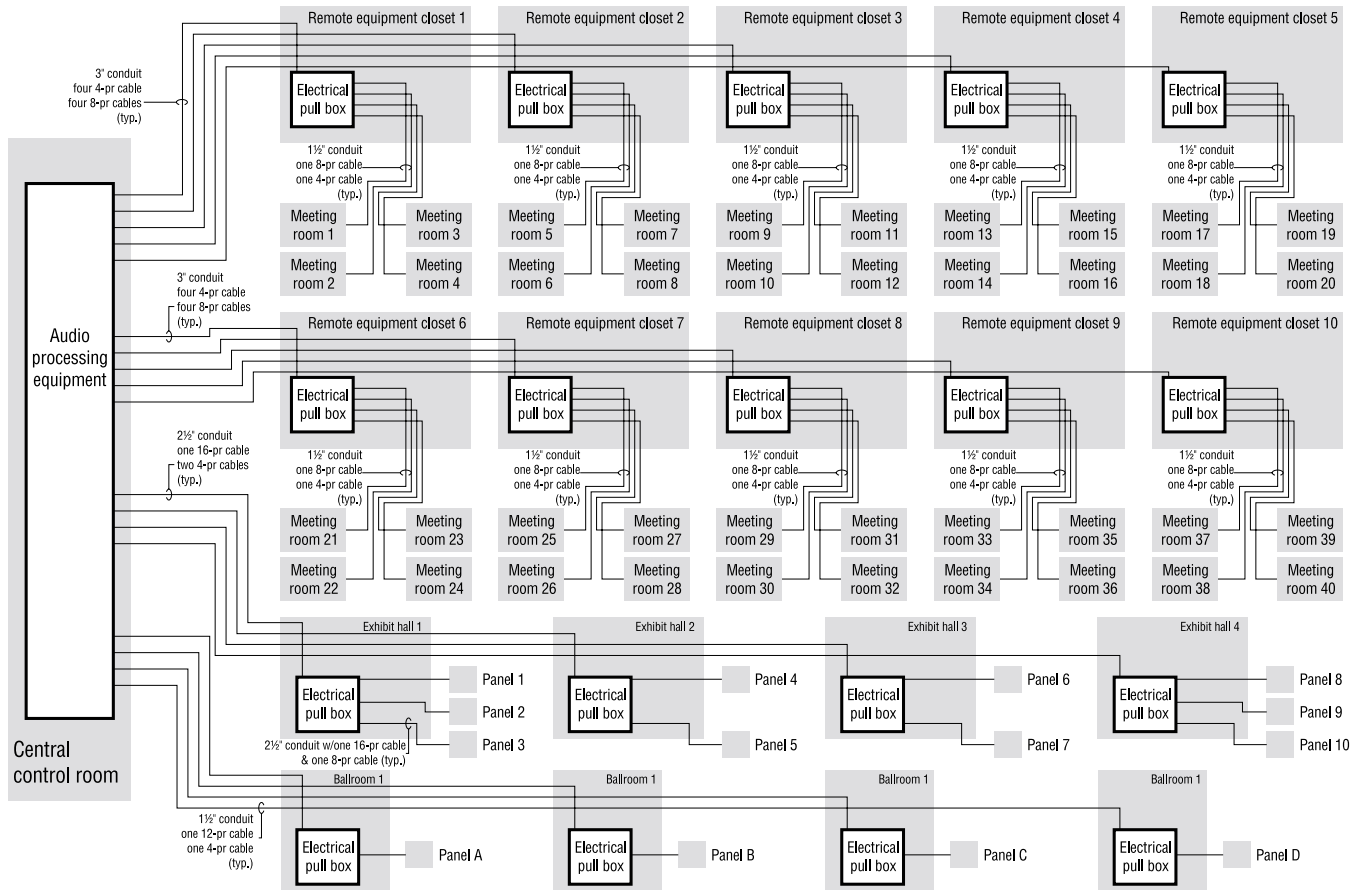 Remote equipment closet 1
Remote equipment closet 2
Remote equipment closet 3
Remote equipment closet 4
Remote equipment closet 5
3" conduit
four 4-pr cable
four 8-pr cables
(typ.)
Electrical
pull box
Electrical
pull box
Electrical
pull box
Electrical
pull box
Electrical
pull box
1½" conduit
one 8-pr cable
one 4-pr cable
(typ.)
1½" conduit
one 8-pr cable
one 4-pr cable
(typ.)
1½" conduit
one 8-pr cable
one 4-pr cable
(typ.)
1½" conduit
one 8-pr cable
one 4-pr cable
(typ.)
1½" conduit
one 8-pr cable
one 4-pr cable
(typ.)
Meeting
room 1
Meeting
room 3
Meeting
room 5
Meeting
room 7
Meeting
room 9
Meeting
room 11
Meeting
room 13
Meeting
room 15
Meeting
room 17
Meeting
room 19
Meeting
room 2
Meeting
room 4
Meeting
room 6
Meeting
room 8
Meeting
room 10
Meeting
room 12
Meeting
room 14
Meeting
room 16
Meeting
room 18
Meeting
room 20
3" conduit
four 4-pr cable
four 8-pr cables
(typ.)
Audio
processing
equipment
Remote equipment closet 6
Remote equipment closet 7
Remote equipment closet 8
Remote equipment closet 9
Remote equipment closet 10
Electrical
pull box
Electrical
pull box
Electrical
pull box
Electrical
pull box
Electrical
pull box
2½" conduit
one 16-pr cable
two 4-pr cables
(typ.)
1½" conduit
one 8-pr cable
one 4-pr cable
(typ.)
1½" conduit
one 8-pr cable
one 4-pr cable
(typ.)
1½" conduit
one 8-pr cable
one 4-pr cable
(typ.)
1½" conduit
one 8-pr cable
one 4-pr cable
(typ.)
1½" conduit
one 8-pr cable
one 4-pr cable
(typ.)
Meeting
room 21
Meeting
room 23
Meeting
room 25
Meeting
room 27
Meeting
room 29
Meeting
room 31
Meeting
room 33
Meeting
room 35
Meeting
room 37
Meeting
room 39
Meeting
room 22
Meeting
room 24
Meeting
room 26
Meeting
room 28
Meeting
room 30
Meeting
room 32
Meeting
room 34
Meeting
room 36
Meeting
room 38
Meeting
room 40
Exhibit hall 1
Exhibit hall 2
Exhibit hall 3
Exhibit hall 4
Electrical
pull box
Panel 1
Panel 2
Panel 3
Electrical
pull box
Panel 4
Panel 5
Electrical
pull box
Panel 6
Panel 7
Electrical
pull box
Panel 8
Panel 9
Panel 10
2½" conduit w/one 16-pr cable
& one 8-pr cable (typ.)
Central
control room
Ballroom 1
Ballroom 1
Ballroom 1
Ballroom 1
1½" conduit
one 12-pr cable
one 4-pr cable
(typ.)
Electrical
pull box
Panel A
Electrical
pull box
Panel B
Electrical
pull box
Panel C
Electrical
pull box
Panel D